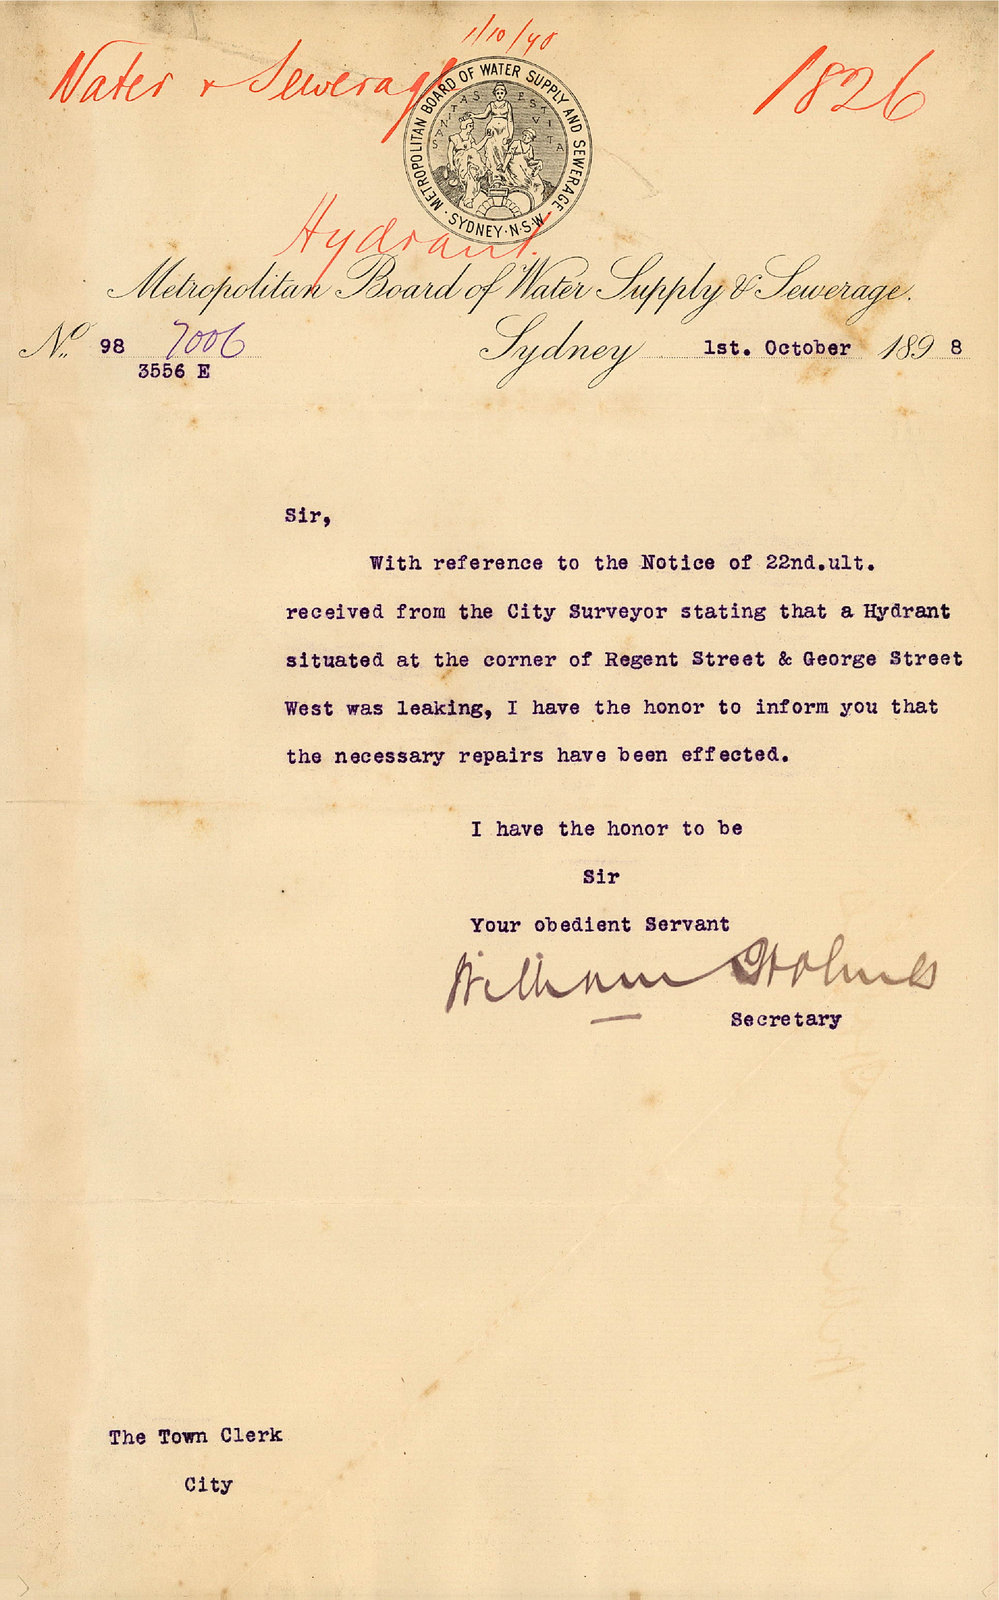 1/10/98
Water & Sewerage
1826
METROPOLITAN BOARD OF WATER SUPPLY AND SEWERAGE
SANITAS EST VITA
· SYDNEY · N·S·W ·
Hydrant.
Metropolitan Board of Water Supply & Sewerage.
No. 98 7006
3556 E
Sydney 1st. October 1898
Sir,
With reference to the Notice of 22nd.ult.
received from the City Surveyor stating that a Hydrant
situated at the corner of Regent Street & George Street
West was leaking, I have the honor to inform you that
the necessary repairs have been effected.
I have the honor to be
Sir
Your obedient Servant
William Holmes
Secretary
The Town Clerk
City